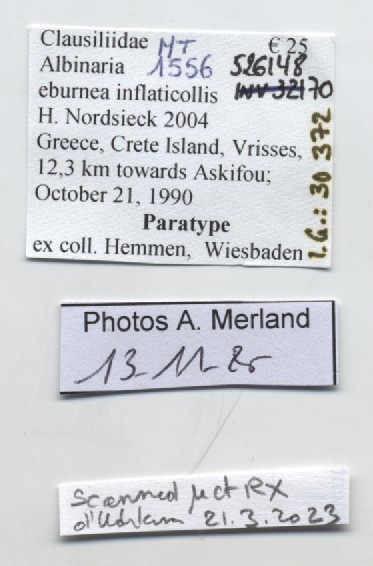 Clausiliidae MT € 25
Albinaria 1556 526148
eburnea inflaticollis INV 32170
H. Nordsieck 2004
Greece, Crete Island, Vrisses,
12,3 km towards Askifou;
October 21, 1990
Paratype
ex coll. Hemmen, Wiesbaden
I.G.: 30 372
Photos A. Merland
13-11-25
Scanned µct RX
21.3.2023